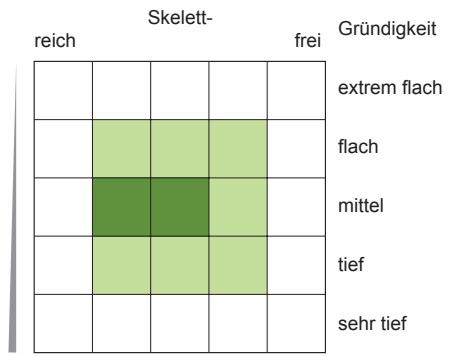 Skelett-
reich frei Gründigkeit
extrem flach
flach
mittel
tief
sehr tief